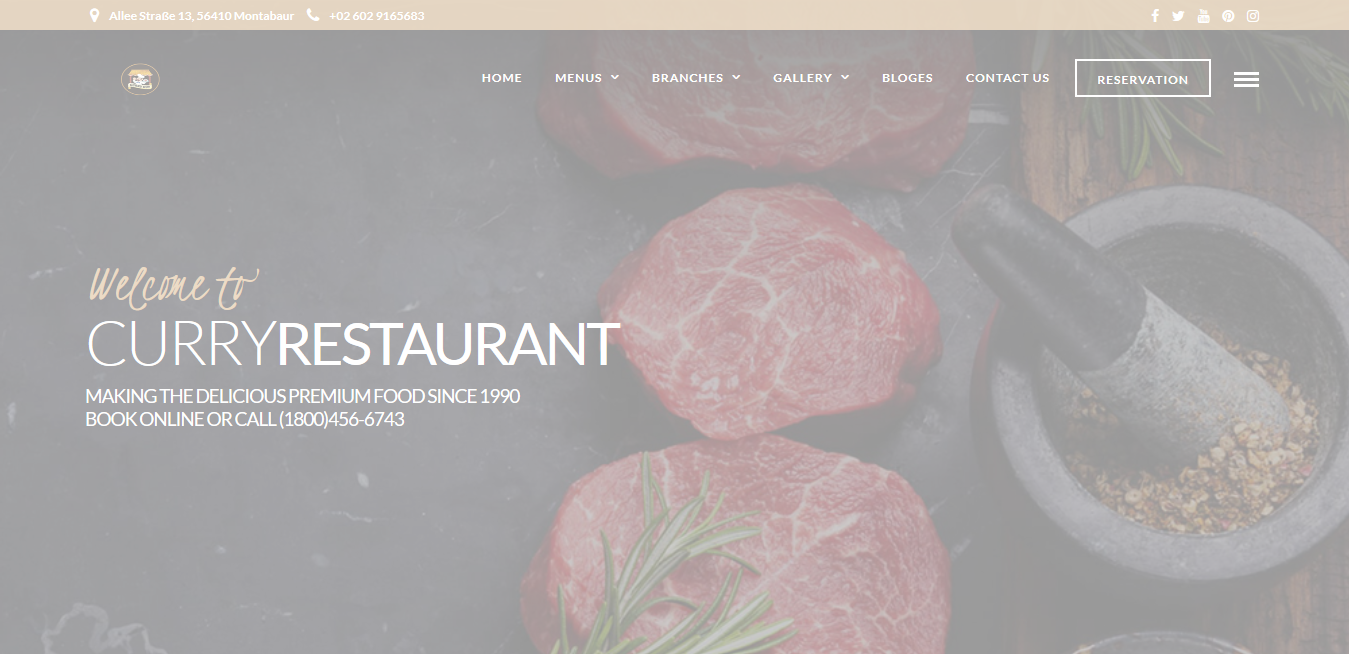 Allee Straße 13, 56410 Montabaur +02 602 9165683
HOME MENUS BRANCHES GALLERY BLOGES CONTACT US RESERVATION
Welcome to
CURRYRESTAURANT
MAKING THE DELICIOUS PREMIUM FOOD SINCE 1990
BOOK ONLINE OR CALL (1800)456-6743